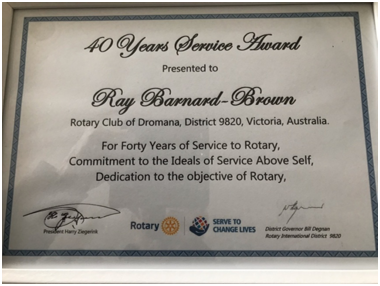 40 Years Service Award
Presented to
Ray Barnard-Brown
Rotary Club of Dromana, District 9820, Victoria, Australia.
For Forty Years of Service to Rotary,
Commitment to the Ideals of Service Above Self,
Dedication to the objective of Rotary,
Rotary
SERVE TO
CHANGE LIVES
President Harry Ziegerink
District Governor Bill Degnan
Rotary International District 9820